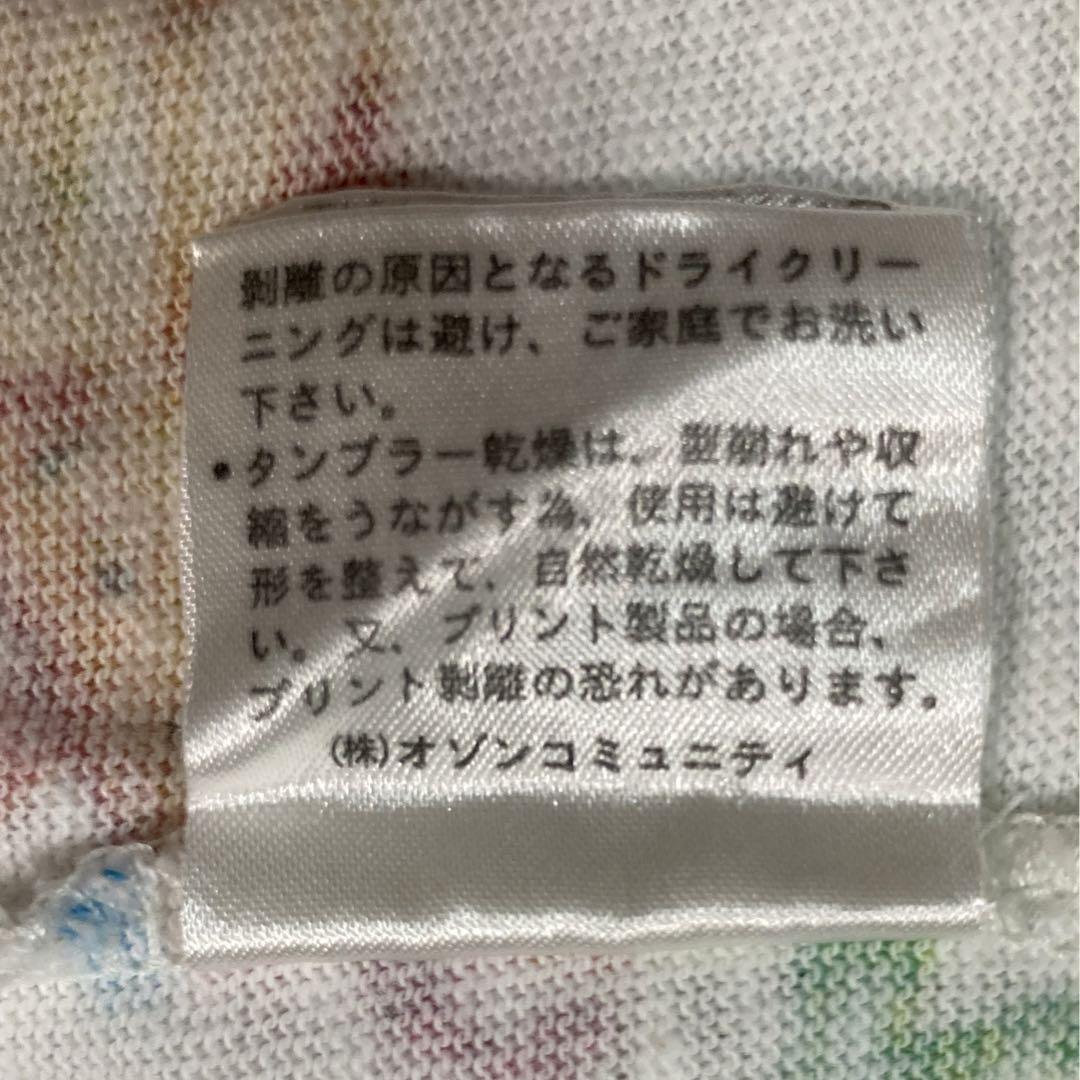 剥離の原因となるドライクリー
ニングは避け、ご家庭でお洗い
下さい。
・タンブラー乾燥は、型崩れや収
縮をうながす為、使用は避けて
形を整えて、自然乾燥して下さ
い。又、プリント製品の場合、
プリント剥離の恐れがあります。
(株)オゾンコミュニティ